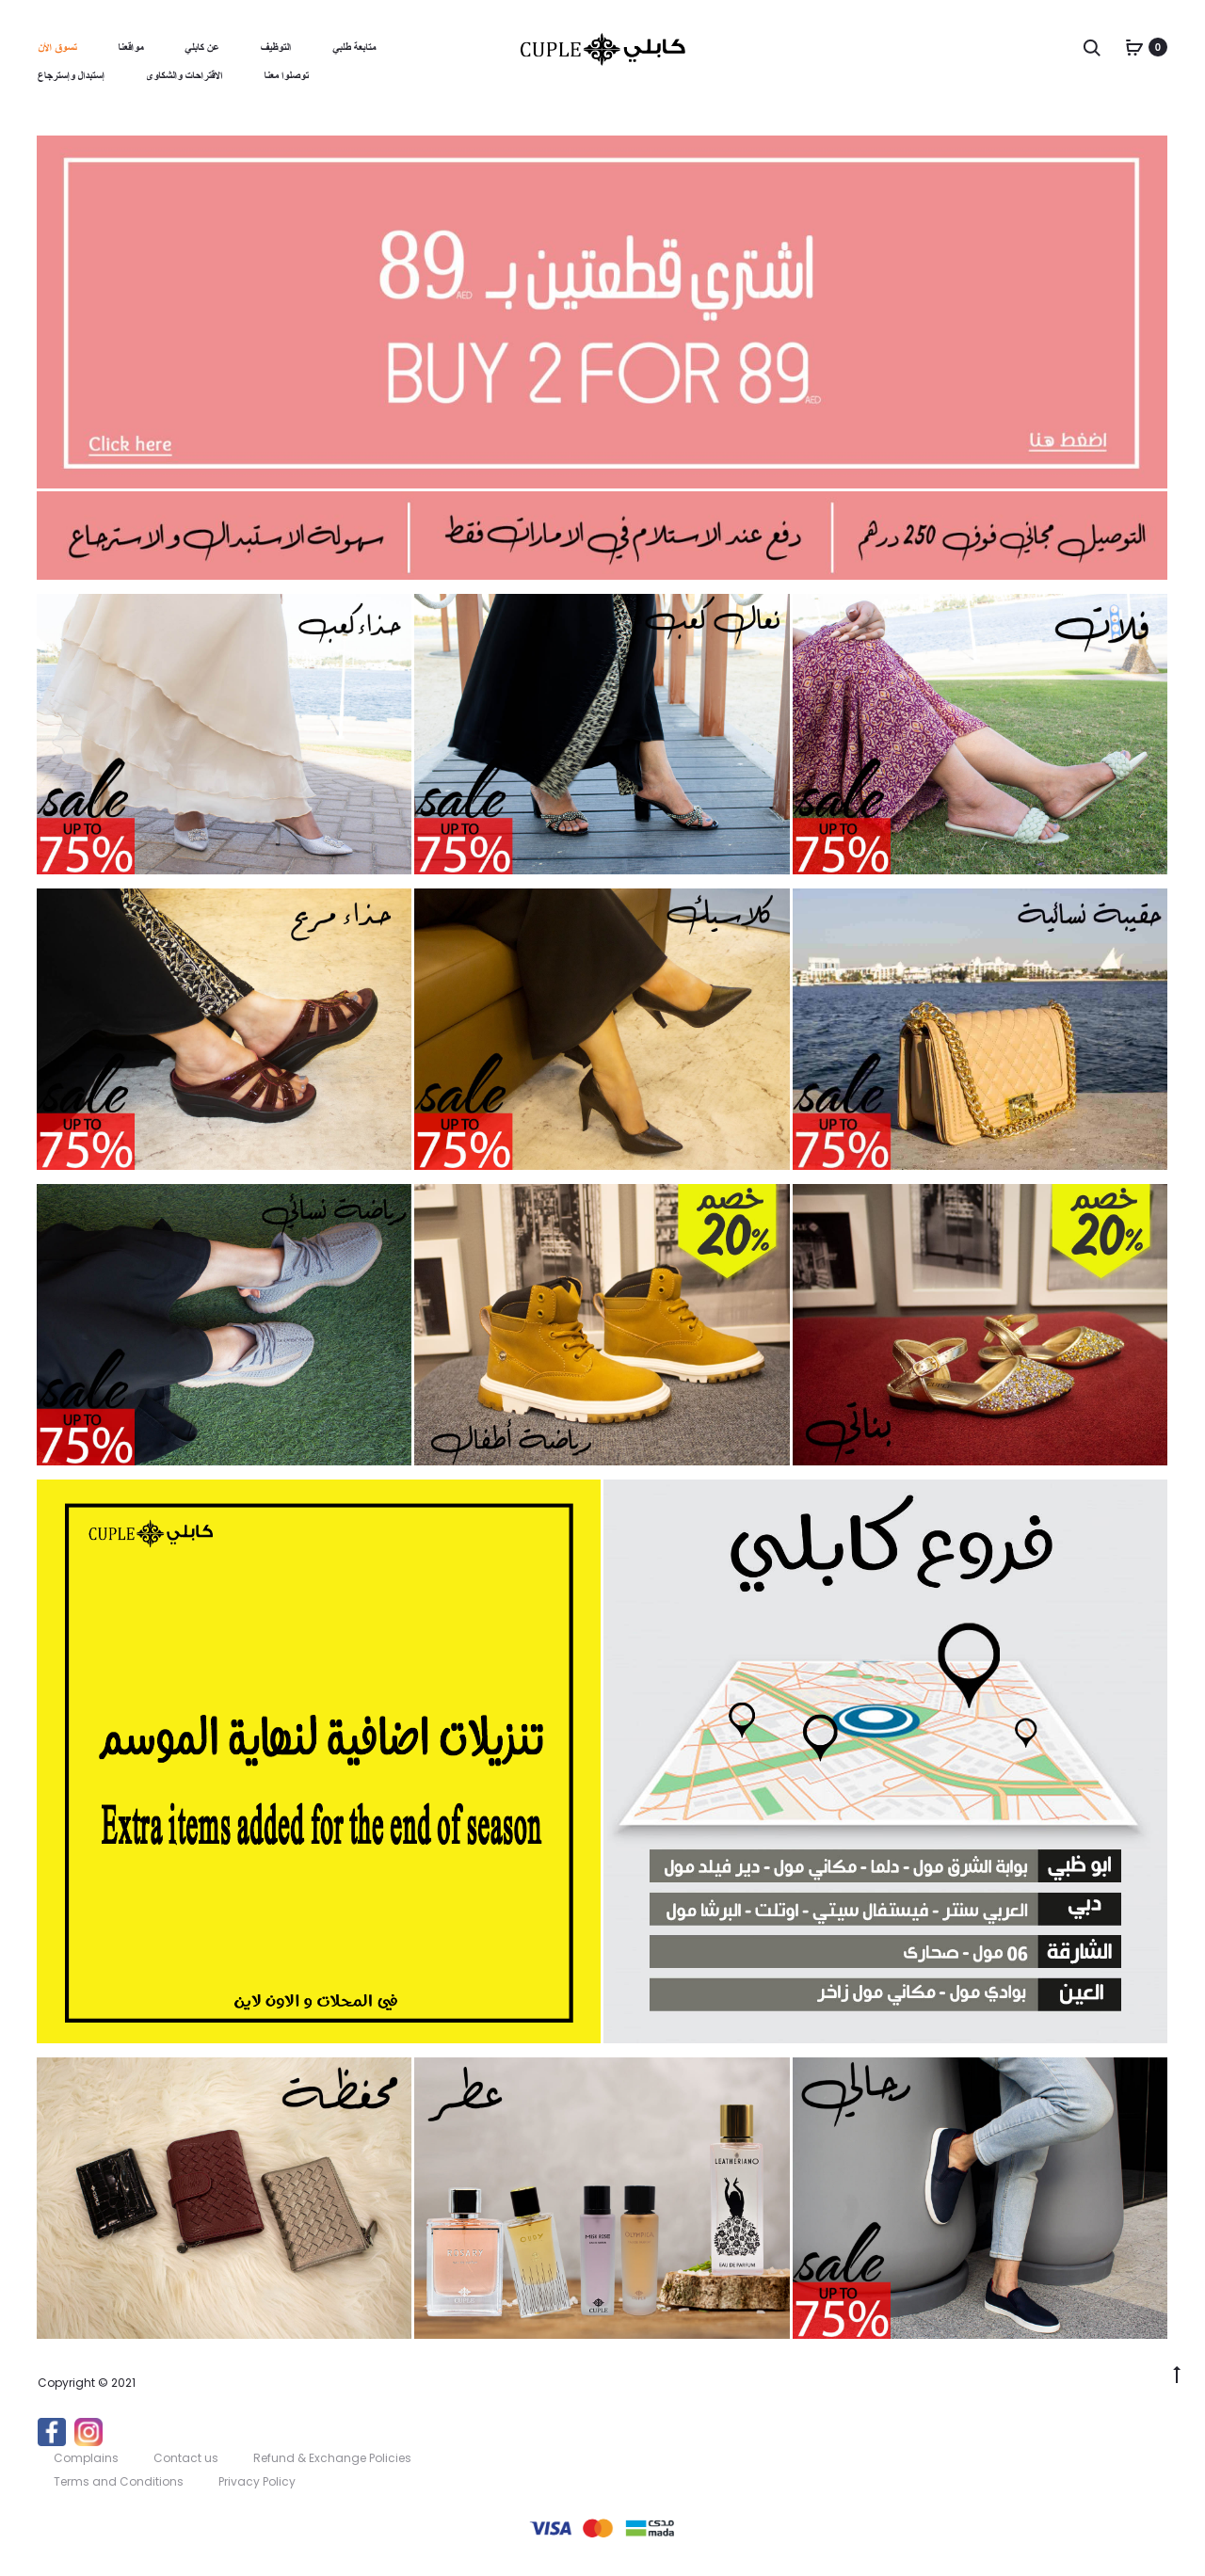 تسوق الآن
مواقعنا
عن كابلي
التوظيف
متابعة طلبي
إستبدال وإسترجاع
الاقتراحات والشكاوى
توصلوا معنا
CUPLE كابلي
0
اشتري قطعتين بـ 89 AED
BUY 2 FOR 89 AED
Click here
اضغط هنا
التوصيل مجاني فوق 250 درهم
دفع عند الاستلام في الامارات فقط
سهولة الاستبدال و الاسترجاع
حذاء كعب
sale
UP TO
75%
نعال كعب
sale
UP TO
75%
فلات
sale
UP TO
75%
حذاء مريح
sale
UP TO
75%
كلاسيك
sale
UP TO
75%
حقيبة نسائية
sale
UP TO
75%
رياضة نسائي
sale
UP TO
75%
خصم
20%
رياضة أطفال
خصم
20%
بناتي
CUPLE كابلي
تنزيلات اضافية لنهاية الموسم
Extra items added for the end of season
في المحلات و الاون لاين
فروع كابلي
ابو ظبي
بوابة الشرق مول - دلما - مكاني مول - دير فيلد مول
دبي
العربي سنتر - فيستفال سيتي - اوتلت - البرشا مول
الشارقة
06 مول - صحارى
العين
بوادي مول - مكاني مول زاخر
محفظة
عطر
LEATHERIANO
EAU DE PARFUM
CUPLE
CUPLE
رجالي
sale
UP TO
75%
Copyright © 2021
Complains
Contact us
Refund & Exchange Policies
Terms and Conditions
Privacy Policy
VISA
مدى
mada